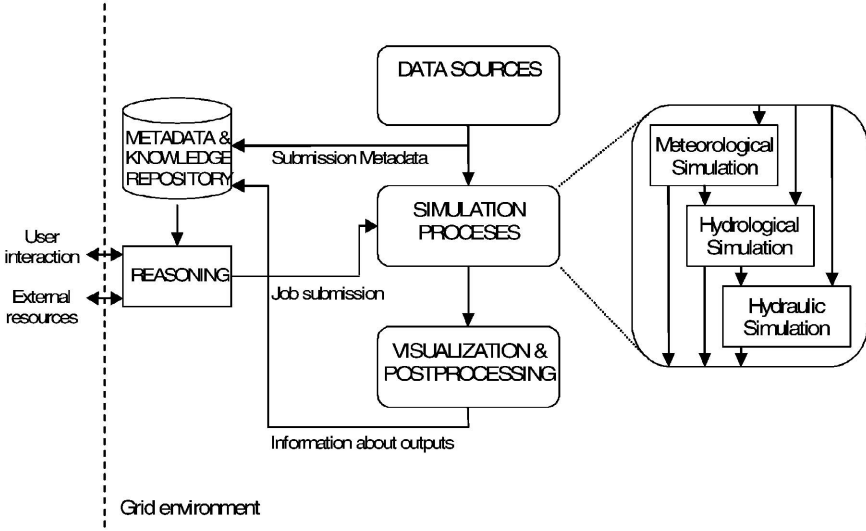 DATA SOURCES
METADATA &
KNOWLEDGE
REPOSITORY
Submission Metadata
SIMULATION
PROCESES
Meteorological
Simulation
Hydrological
Simulation
Hydraulic
Simulation
User
interaction
External
resources
REASONING
Job submission
VISUALIZATION &
POSTPROCESSING
Information about outputs
Grid environment